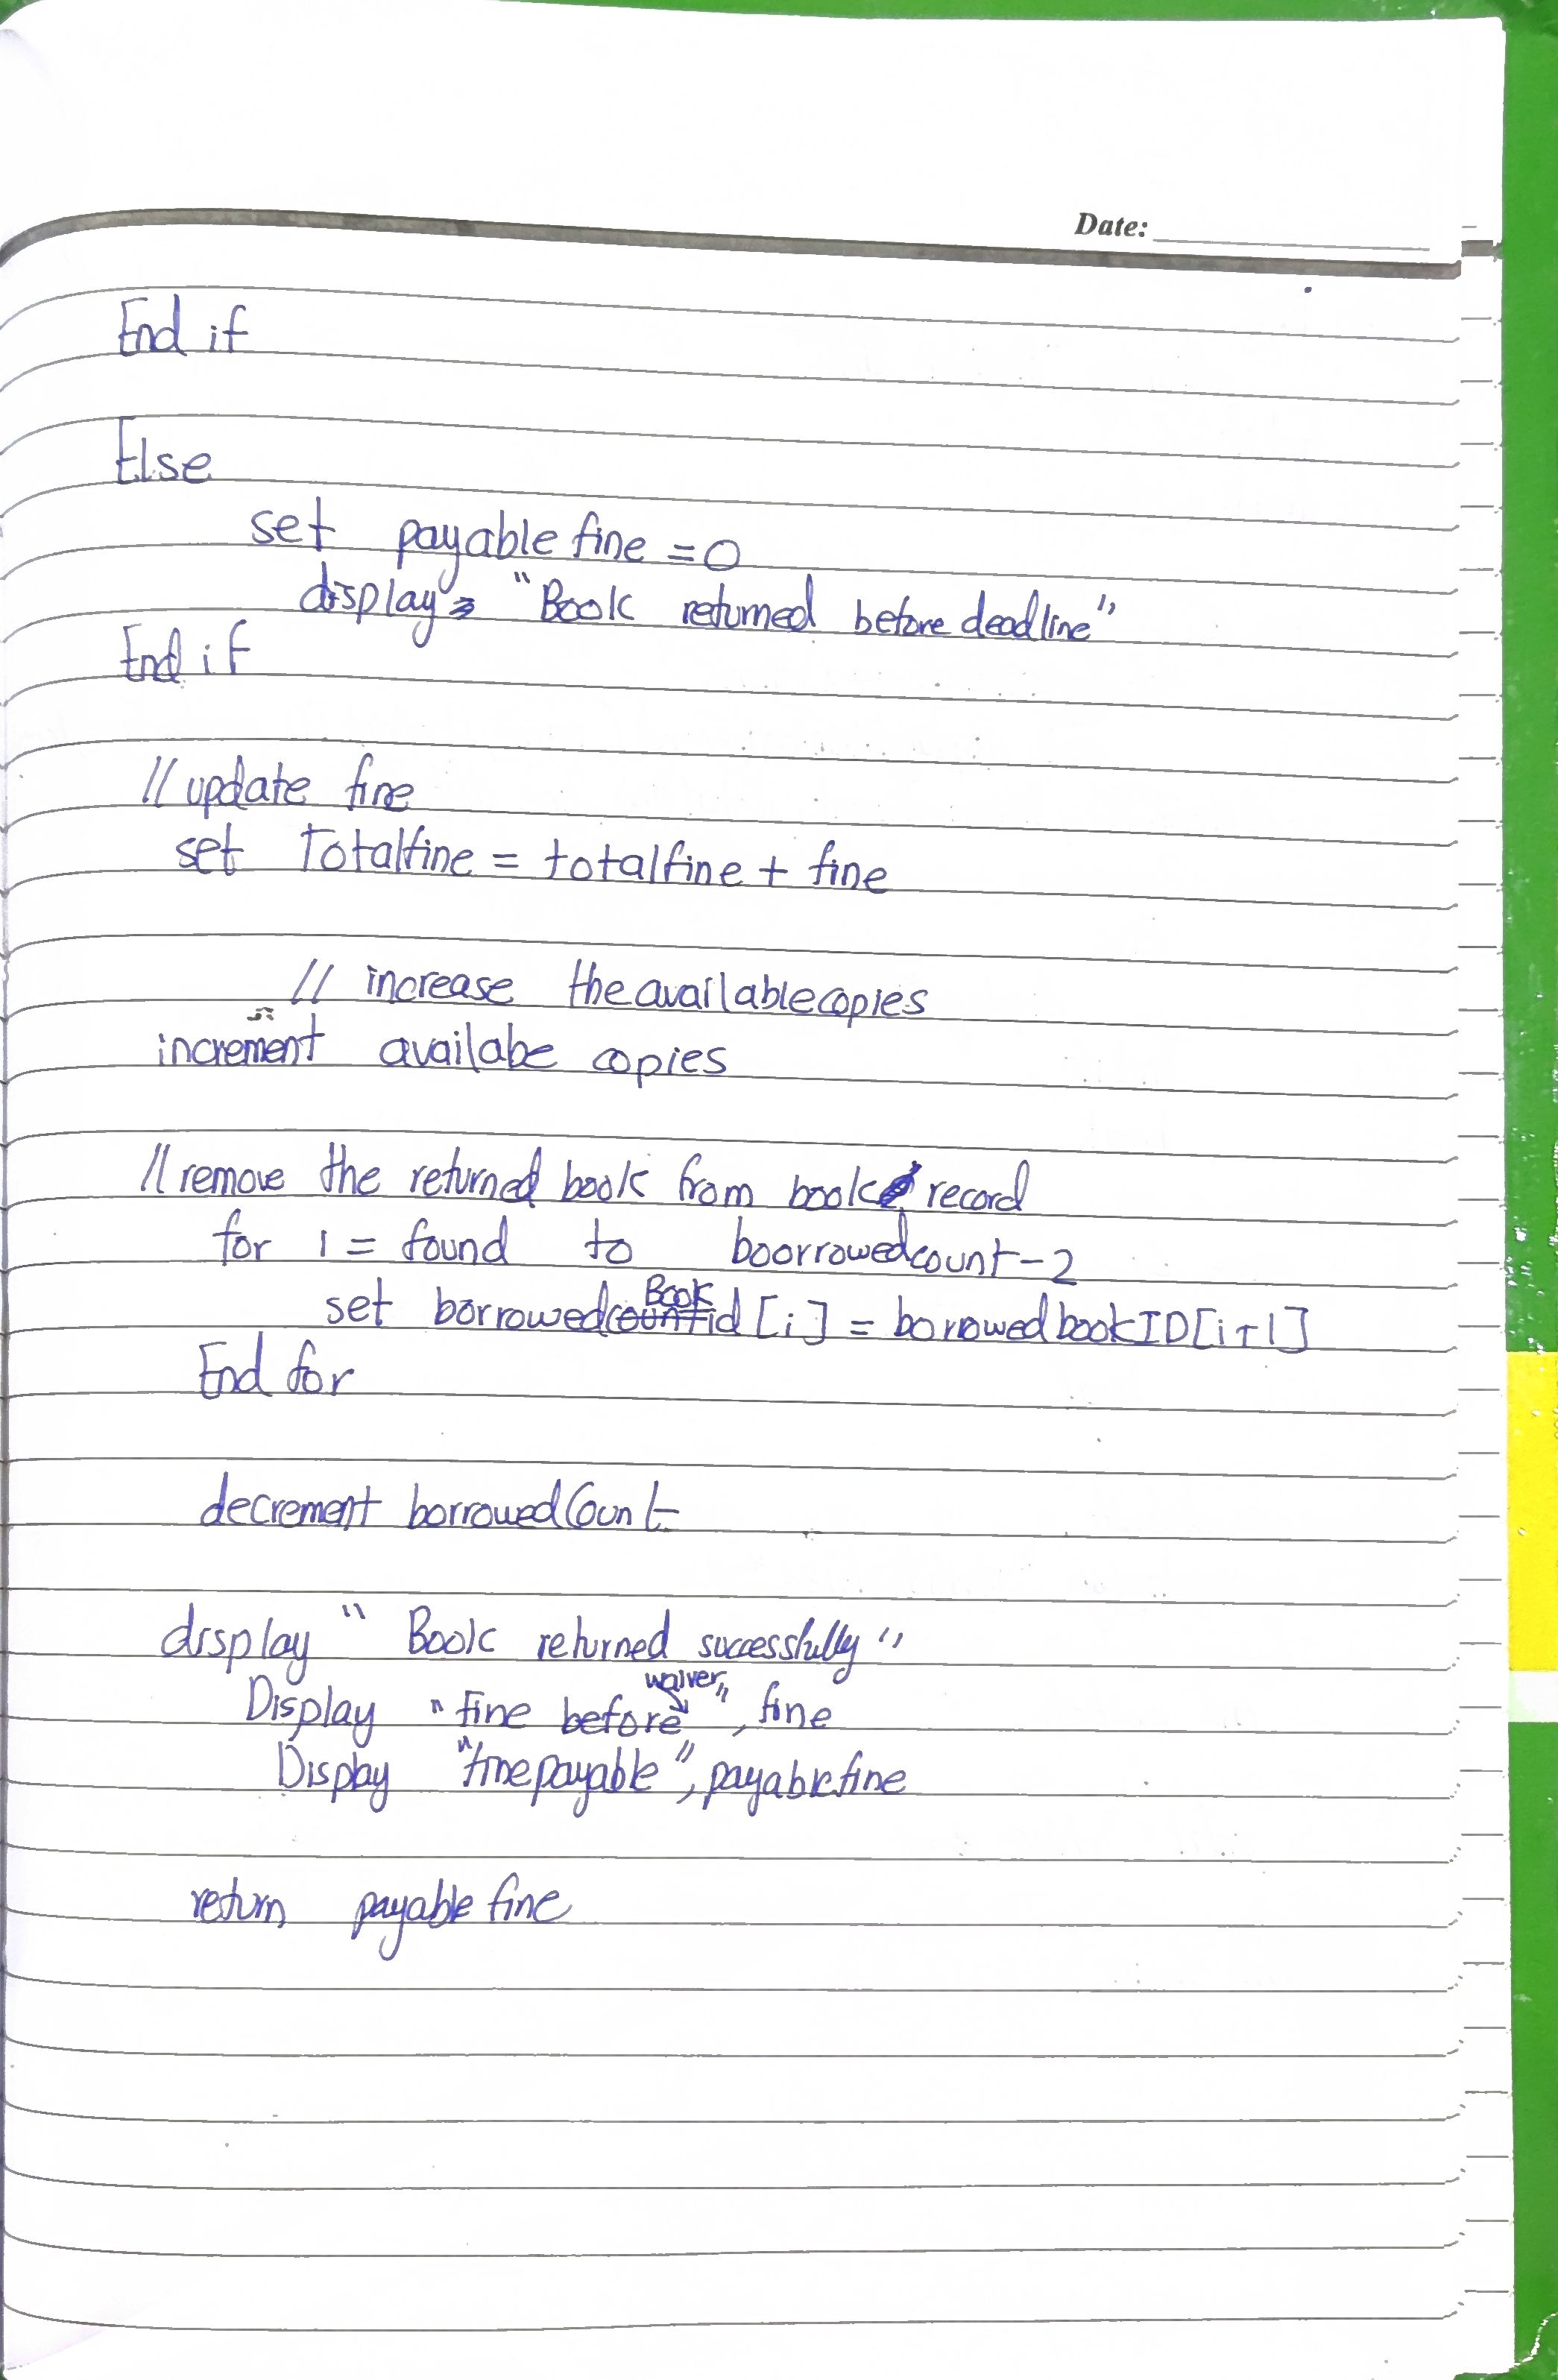 Date:
End if
Else
set payable fine = 0
display "Book returned before deadline"
End if
// update fine
set Totalfine = totalfine + fine
// increase the available copies
increment availabe copies
// remove the returned book from book record
for i = found to boorrowedcount - 2
set borrowedBookid [i] = borrowedbookID[i+1]
End for
decrement borrowedCount
display "Book returned successfully"
Display "Fine before waiver", fine
Display "fine payable", payable fine
return payable fine